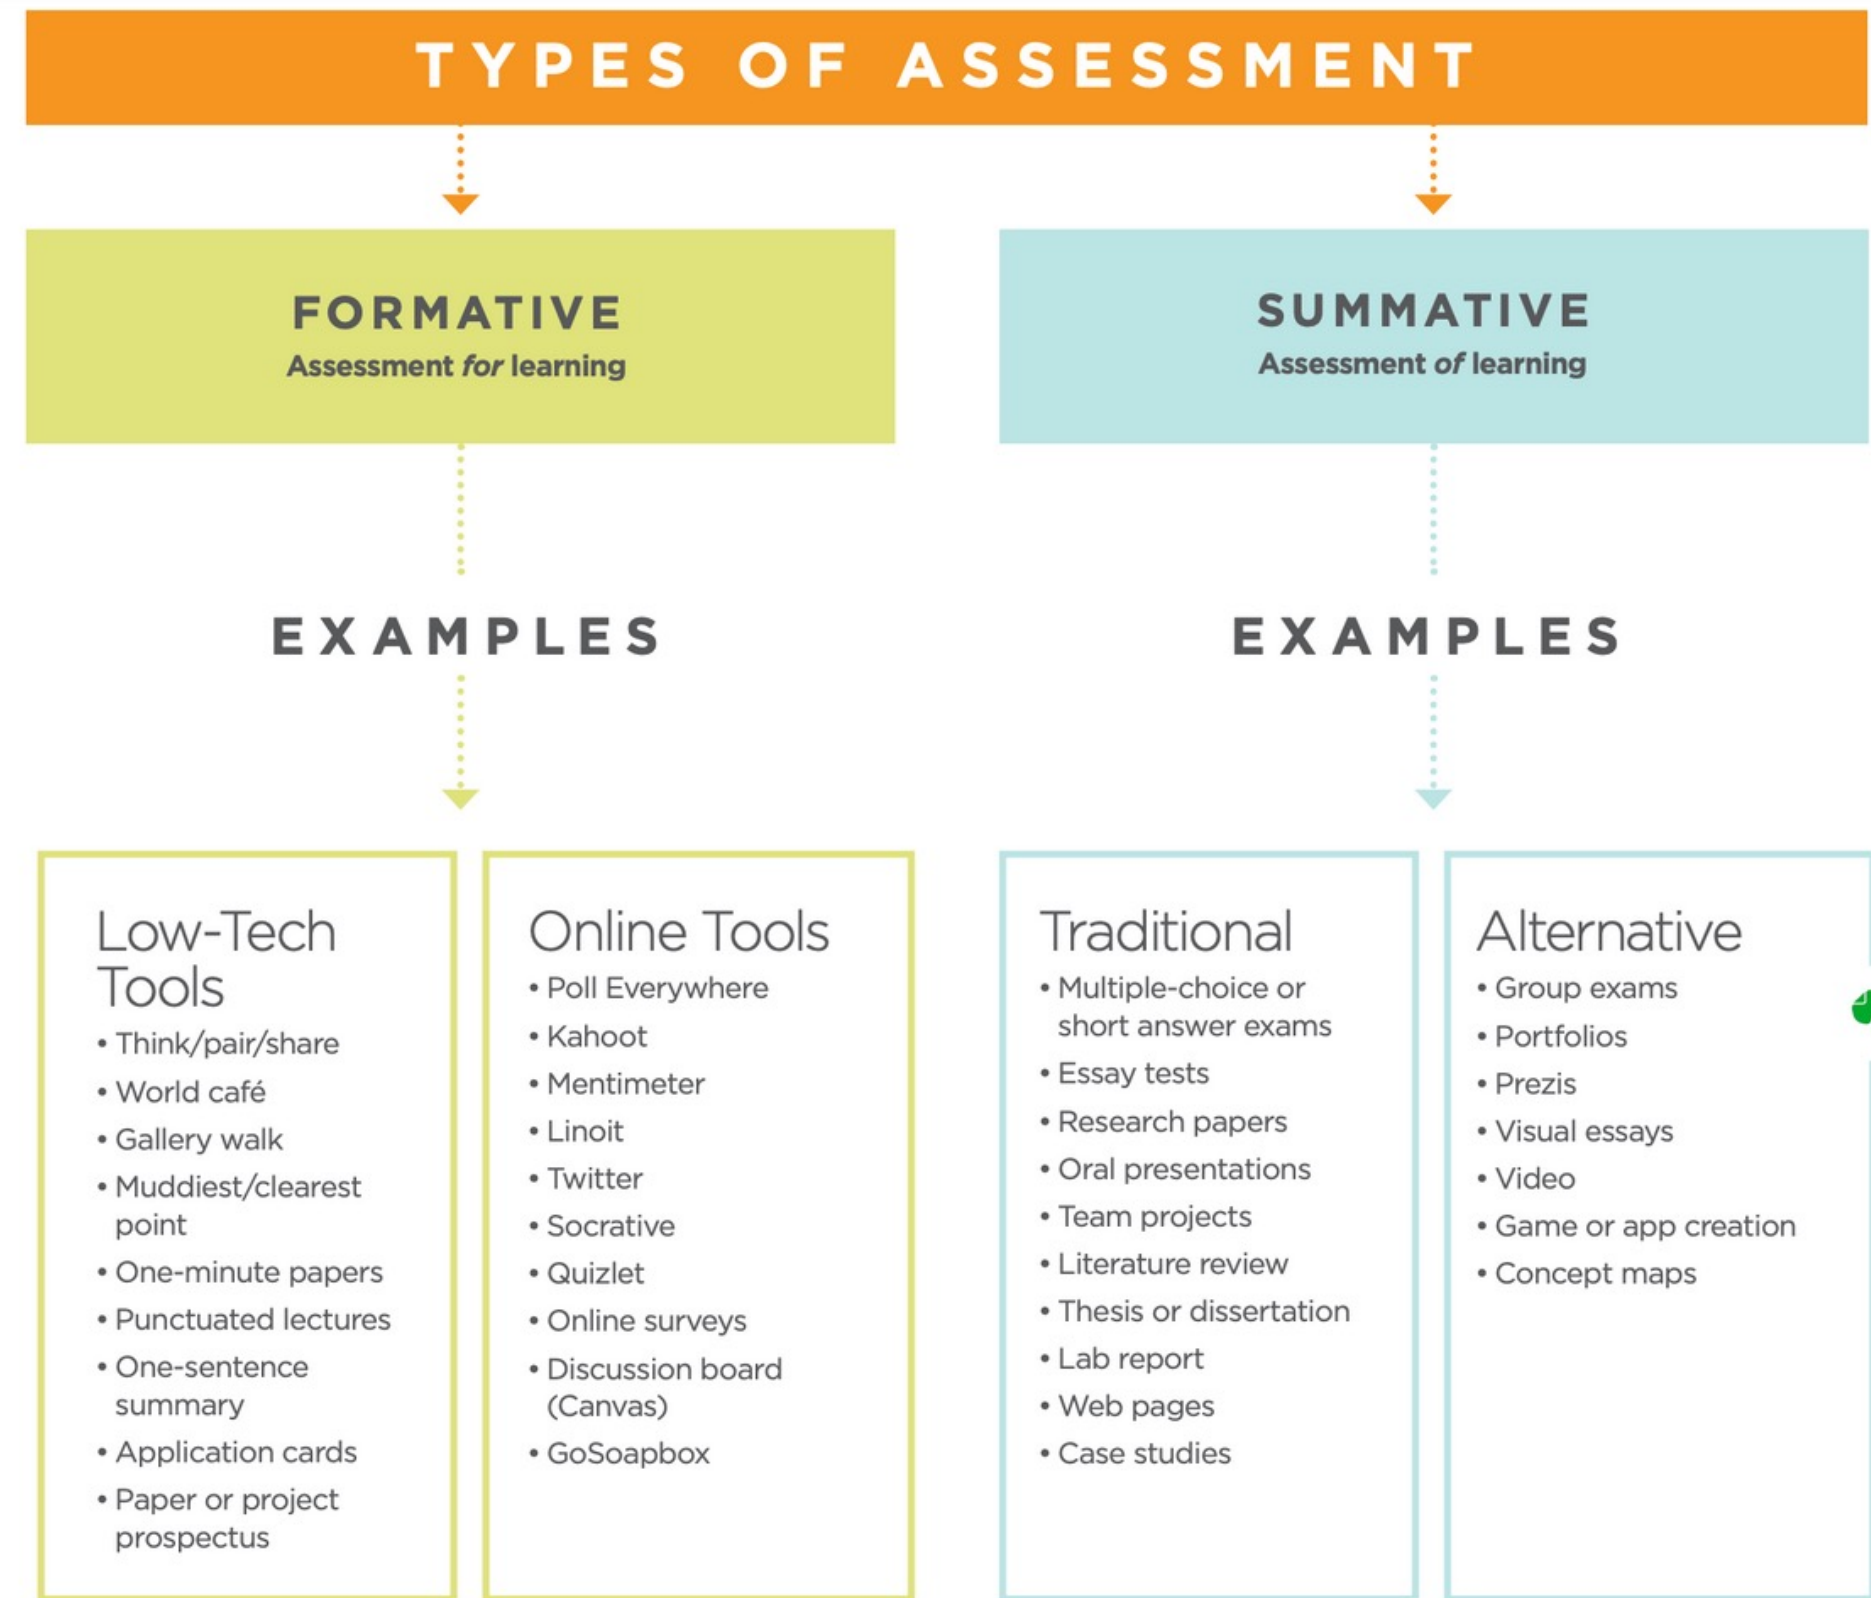 TYPES OF ASSESSMENT
FORMATIVE
Assessment for learning
EXAMPLES
Low-Tech
Tools
• Think/pair/share
• World café
• Gallery walk
• Muddiest/clearest
point
• One-minute papers
• Punctuated lectures
• One-sentence
summary
• Application cards
• Paper or project
prospectus
Online Tools
• Poll Everywhere
• Kahoot
• Mentimeter
• Linoit
• Twitter
• Socrative
• Quizlet
• Online surveys
• Discussion board
(Canvas)
• GoSoapbox
SUMMATIVE
Assessment of learning
EXAMPLES
Traditional
• Multiple-choice or
short answer exams
• Essay tests
• Research papers
• Oral presentations
• Team projects
• Literature review
• Thesis or dissertation
• Lab report
• Web pages
• Case studies
Alternative
• Group exams
• Portfolios
• Prezis
• Visual essays
• Video
• Game or app creation
• Concept maps